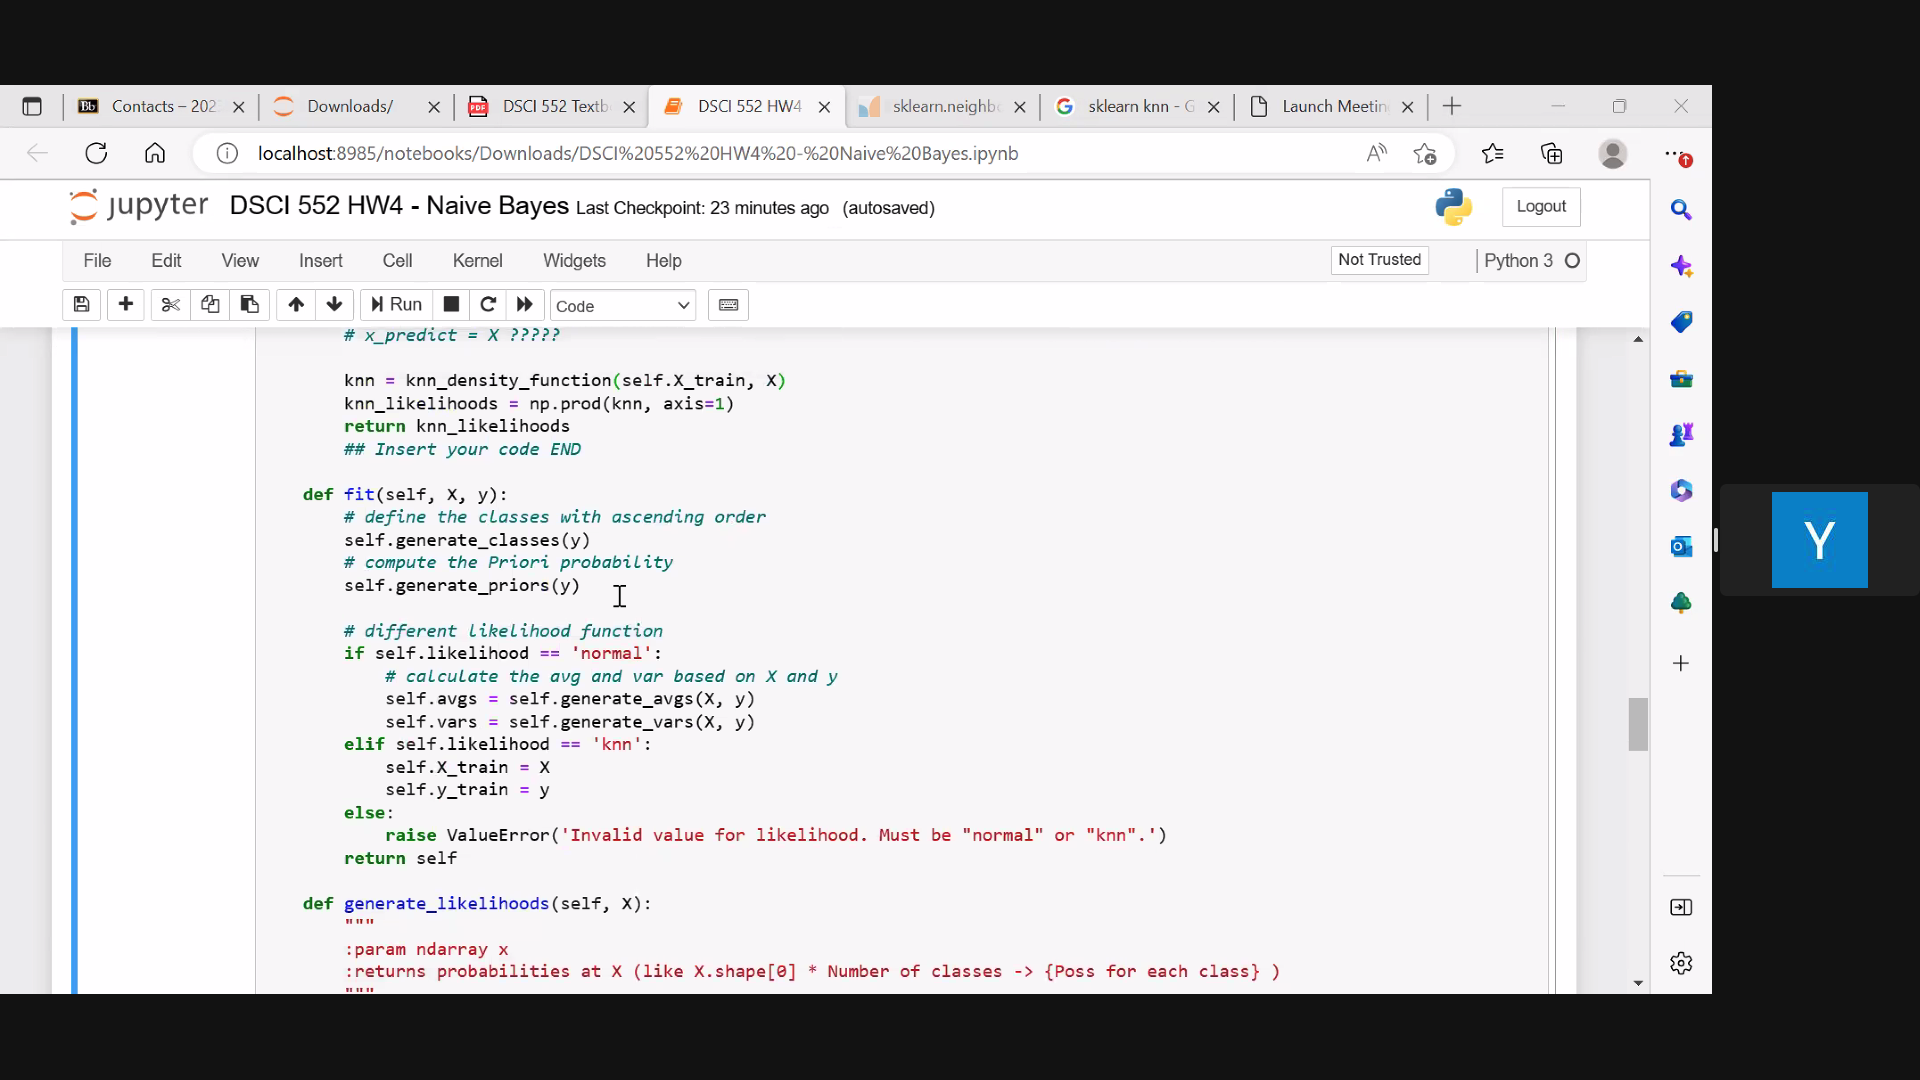 Contacts – 202
Downloads/
DSCI 552 Textb
DSCI 552 HW4
sklearn.neighb
sklearn knn - G
Launch Meetin
localhost:8985/notebooks/Downloads/DSCI%20552%20HW4%20-%20Naive%20Bayes.ipynb
jupyter DSCI 552 HW4 - Naive Bayes Last Checkpoint: 23 minutes ago (autosaved)
Logout
File Edit View Insert Cell Kernel Widgets Help
Not Trusted
Python 3
Run
Code
# x_predict = X ?????
knn = knn_density_function(self.X_train, X)
knn_likelihoods = np.prod(knn, axis=1)
return knn_likelihoods
## Insert your code END
def fit(self, X, y):
# define the classes with ascending order
self.generate_classes(y)
# compute the Priori probability
self.generate_priors(y)
# different likelihood function
if self.likelihood == 'normal':
# calculate the avg and var based on X and y
self.avgs = self.generate_avgs(X, y)
self.vars = self.generate_vars(X, y)
elif self.likelihood == 'knn':
self.X_train = X
self.y_train = y
else:
raise ValueError('Invalid value for likelihood. Must be "normal" or "knn".')
return self
def generate_likelihoods(self, X):
"""
:param ndarray x
:returns probabilities at X (like X.shape[0] * Number of classes -> {Poss for each class} )
"""
Y